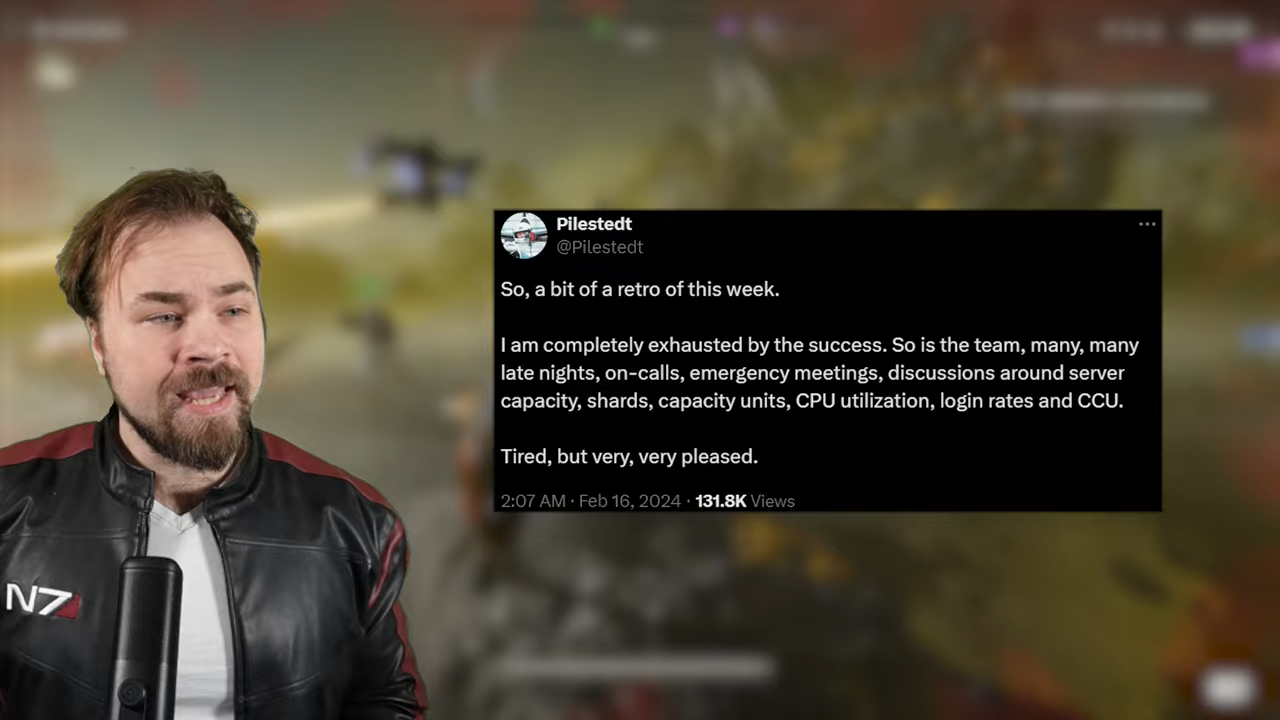 Pilestedt
@Pilestedt
So, a bit of a retro of this week.
I am completely exhausted by the success. So is the team, many, many
late nights, on-calls, emergency meetings, discussions around server
capacity, shards, capacity units, CPU utilization, login rates and CCU.
Tired, but very, very pleased.
2:07 AM · Feb 16, 2024 · 131.8K Views
N7